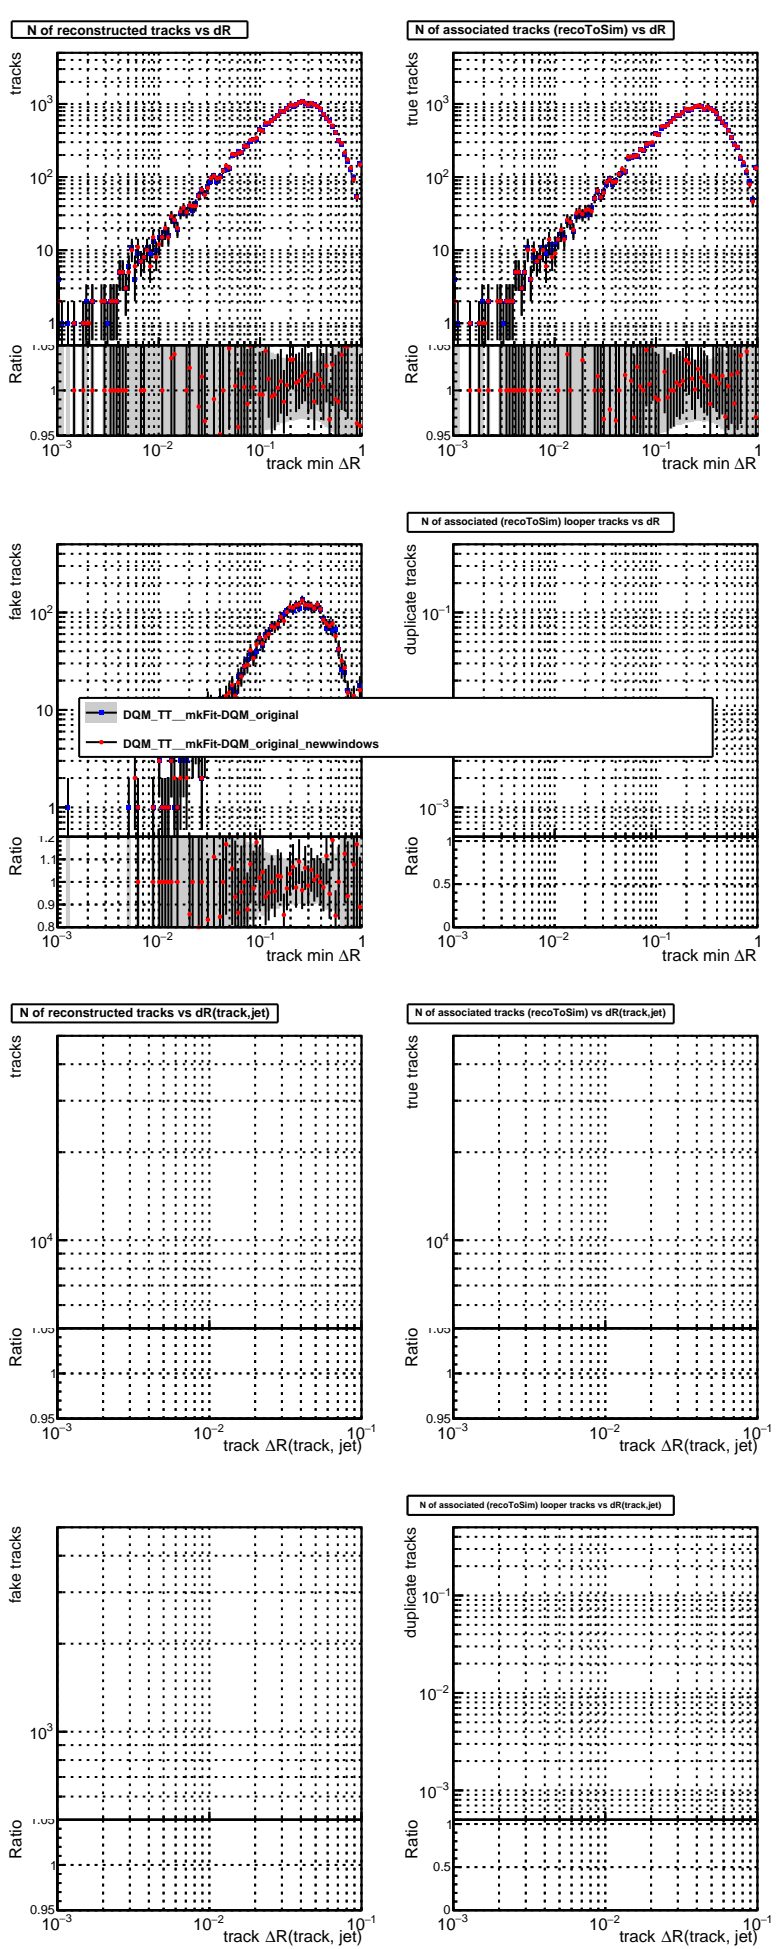 N of reconstructed tracks vs dR
tracks
10³
10²
10
1
Ratio
1.05
1
0.95
10⁻³ 10⁻² 10⁻¹ 1
track min ΔR
N of associated tracks (recoToSim) vs dR
true tracks
10³
10²
10
1
Ratio
1.05
1
0.95
10⁻³ 10⁻² 10⁻¹ 1
track min ΔR
fake tracks
10²
10
1
Ratio
1.2
1.1
1
0.9
0.8
10⁻³ 10⁻² 10⁻¹ 1
track min ΔR
N of associated (recoToSim) looper tracks vs dR
duplicate tracks
10⁻¹
10⁻³
Ratio
1
0.5
0
10⁻³ 10⁻² 10⁻¹ 1
track min ΔR
DQM_TT__mkFit-DQM_original
DQM_TT__mkFit-DQM_original_newwindows
N of reconstructed tracks vs dR(track,jet)
tracks
10⁴
Ratio
1.05
1
0.95
10⁻³ 10⁻² 10⁻¹
track ΔR(track, jet)
N of associated tracks (recoToSim) vs dR(track,jet)
true tracks
10⁴
Ratio
1.05
1
0.95
10⁻³ 10⁻² 10⁻¹
track ΔR(track, jet)
fake tracks
10³
Ratio
1.05
1
0.95
10⁻³ 10⁻² 10⁻¹
track ΔR(track, jet)
N of associated (recoToSim) looper tracks vs dR(track,jet)
duplicate tracks
10⁻¹
10⁻²
10⁻³
Ratio
1
0.5
0
10⁻³ 10⁻² 10⁻¹
track ΔR(track, jet)